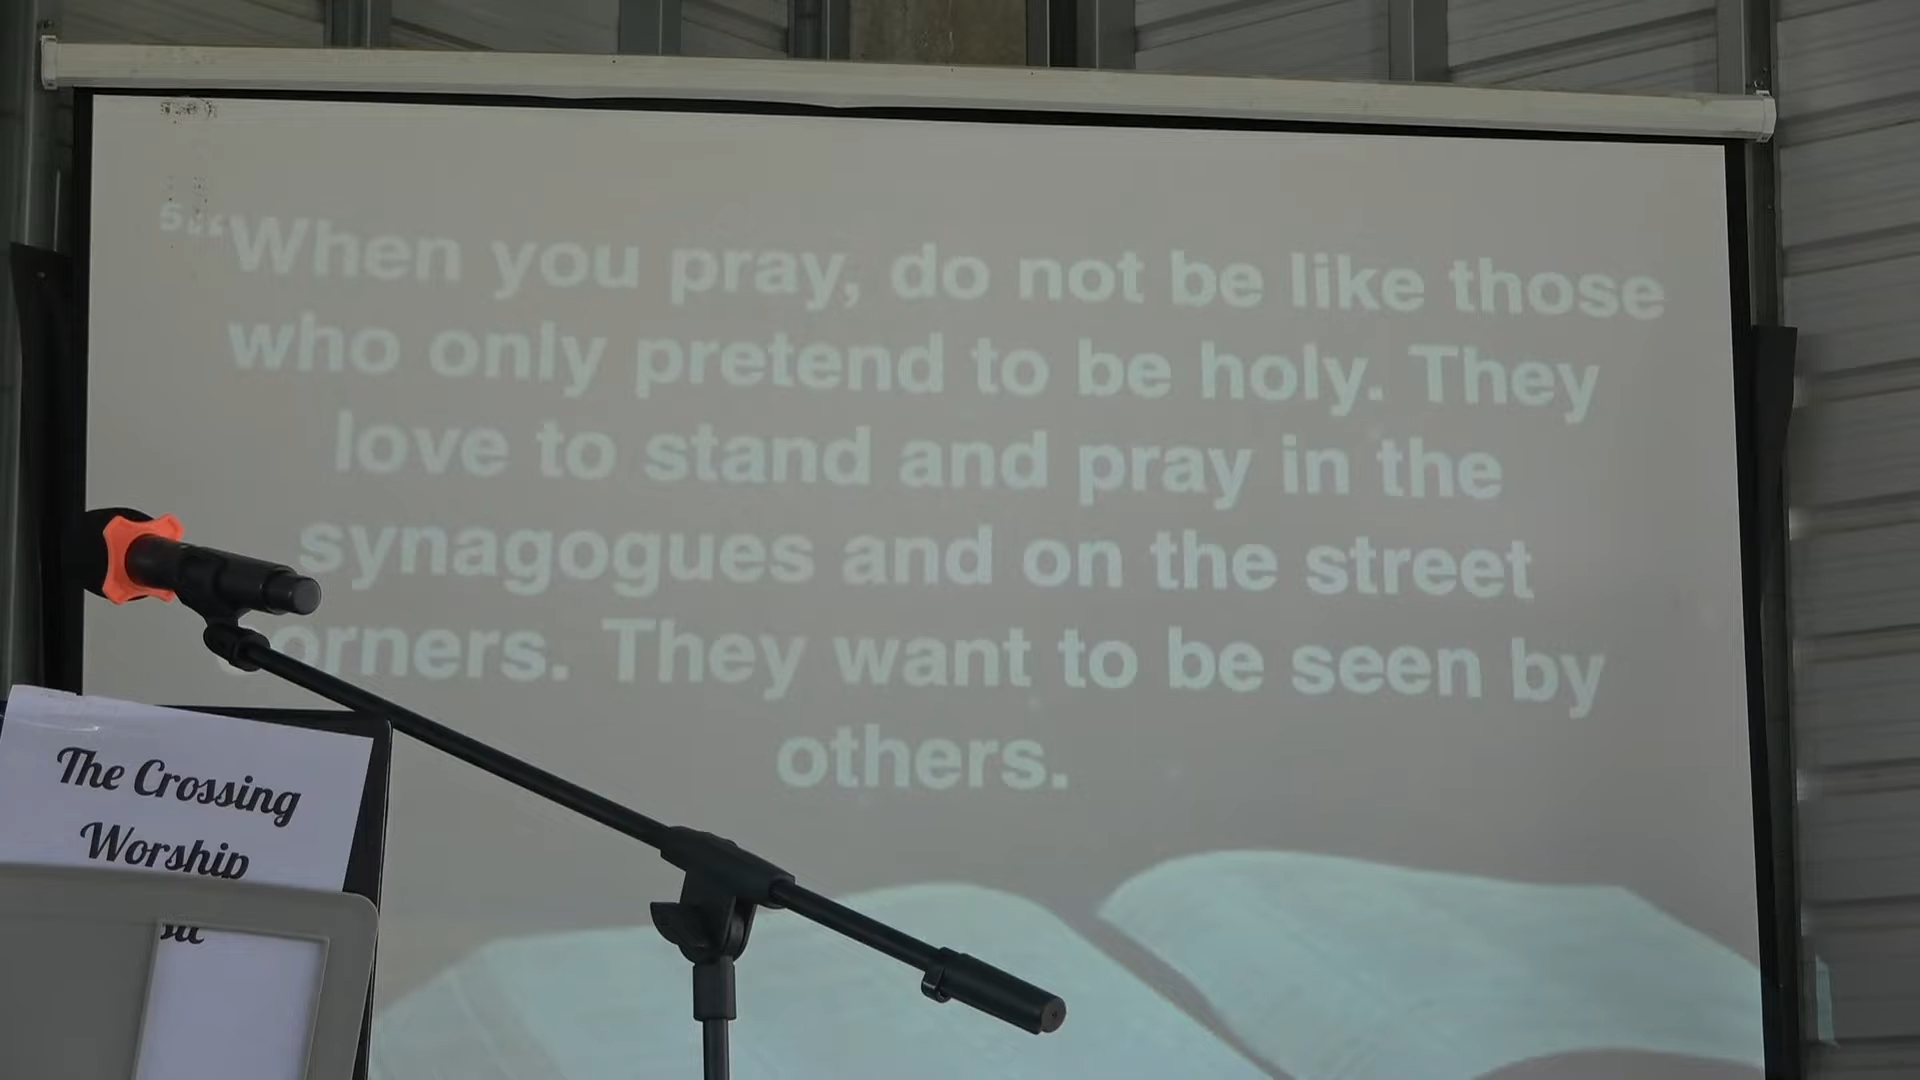 5 “When you pray, do not be like those
who only pretend to be holy. They
love to stand and pray in the
synagogues and on the street
corners. They want to be seen by
others.
The Crossing
Worship